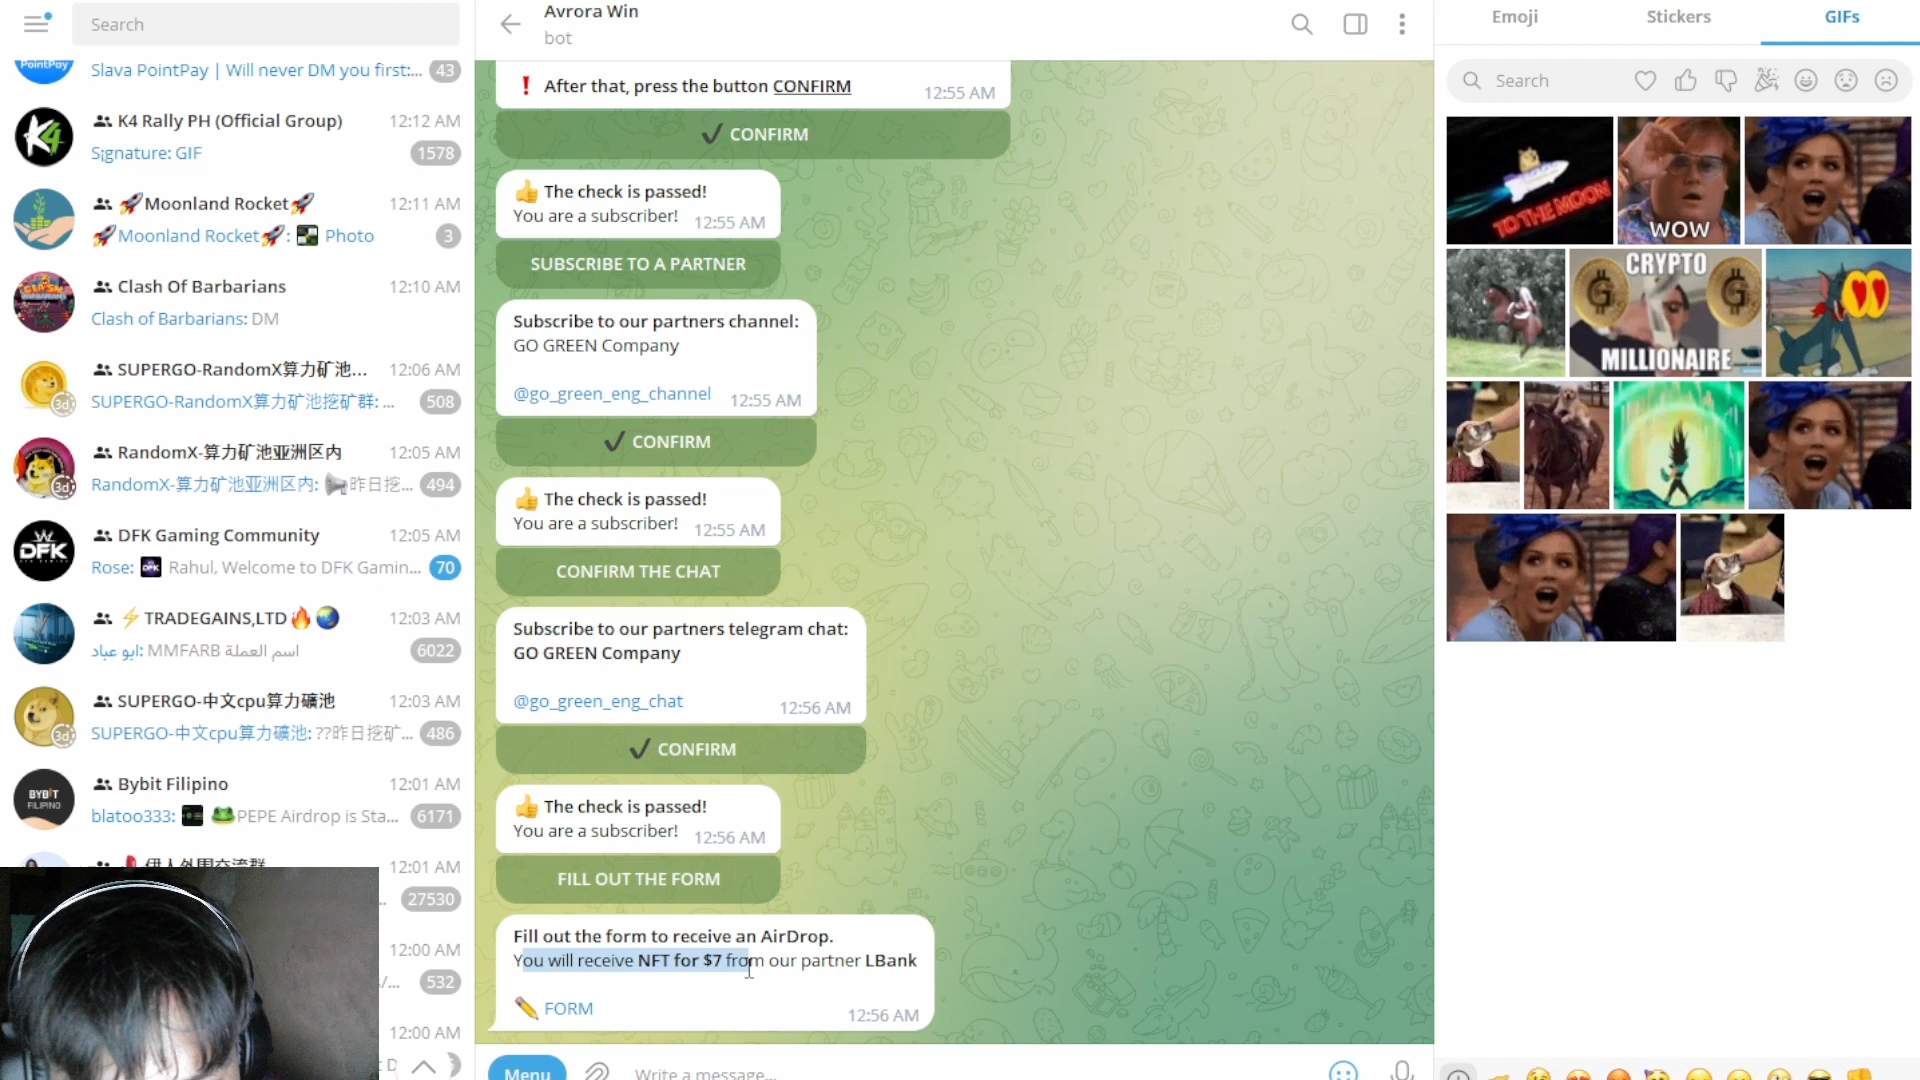 Search
PointPay
Slava PointPay | Will never DM you first:... 43
K4 Rally PH (Official Group) 12:12 AM
S¡gnature: GIF 1578
🚀Moonland Rocket🚀 12:11 AM
🚀Moonland Rocket🚀: Photo 3
Clash Of Barbarians 12:10 AM
Clash of Barbarians: DM
SUPERGO-RandomX算力矿池... 12:06 AM
3d
SUPERGO-RandomX算力矿池挖矿群: ... 508
RandomX-算力矿池亚洲区内 12:05 AM
3d
RandomX-算力矿池亚洲区内: 📢昨日挖... 494
DFK
DFK Gaming Community 12:05 AM
Rose: Rahul, Welcome to DFK Gamin... 70
⚡TRADEGAINS,LTD🔥🌏 12:03 AM
ابو عباد: MMFARB اسم العملة 6022
SUPERGO-中文cpu算力礦池 12:03 AM
3d
SUPERGO-中文cpu算力礦池: ??昨日挖矿... 486
BYBIT
FILIPINO
Bybit Filipino 12:01 AM
blatoo333: 🐸PEPE Airdrop is Sta... 6171
12:01 AM
27530
12:00 AM
532
12:00 AM
Avrora Win
bot
❗ After that, press the button CONFIRM 12:55 AM
✔ CONFIRM
👍 The check is passed!
You are a subscriber! 12:55 AM
SUBSCRIBE TO A PARTNER
Subscribe to our partners channel:
GO GREEN Company
@go_green_eng_channel 12:55 AM
✔ CONFIRM
👍 The check is passed!
You are a subscriber! 12:55 AM
CONFIRM THE CHAT
Subscribe to our partners telegram chat:
GO GREEN Company
@go_green_eng_chat 12:56 AM
✔ CONFIRM
👍 The check is passed!
You are a subscriber! 12:56 AM
FILL OUT THE FORM
Fill out the form to receive an AirDrop.
You will receive NFT for $7 from our partner LBank
✏️ FORM 12:56 AM
Menu
Write a message...
Emoji Stickers GIFs
Search
TO THE MOON
WOW
CRYPTO
MILLIONAIRE